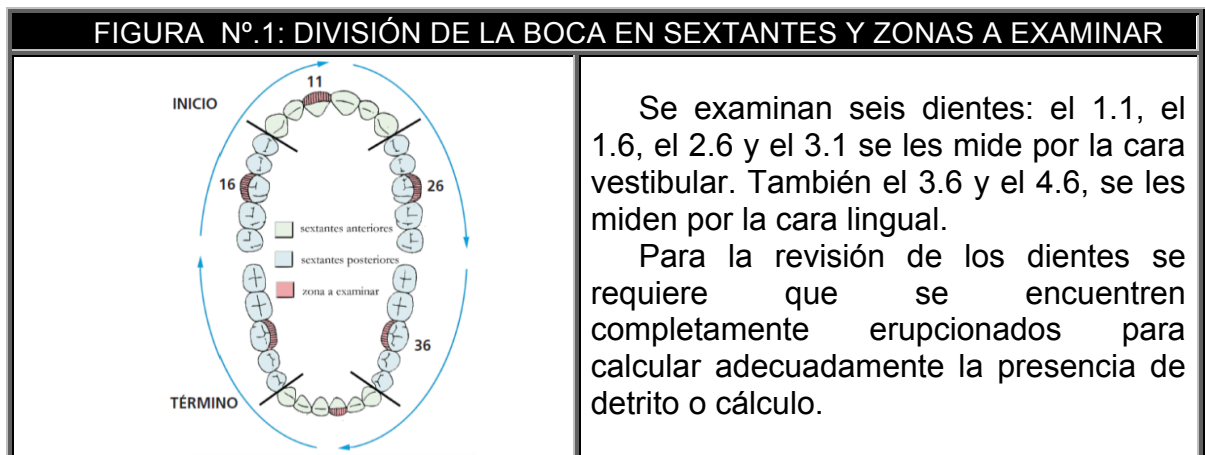 FIGURA Nº.1: DIVISIÓN DE LA BOCA EN SEXTANTES Y ZONAS A EXAMINAR
11
INICIO
16
26
sextantes anteriores
sextantes posteriores
zona a examinar
36
TÉRMINO
Se examinan seis dientes: el 1.1, el
1.6, el 2.6 y el 3.1 se les mide por la cara
vestibular. También el 3.6 y el 4.6, se les
miden por la cara lingual.
Para la revisión de los dientes se
requiere que se encuentren
completamente erupcionados para
calcular adecuadamente la presencia de
detrito o cálculo.